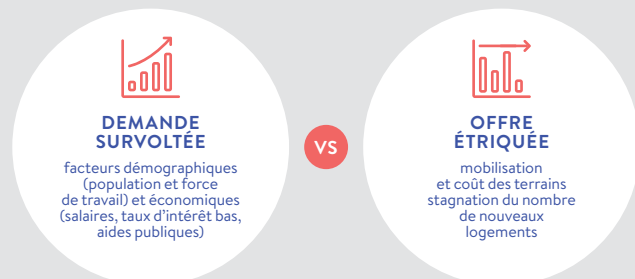 DEMANDE
SURVOLTÉE
facteurs démographiques
(population et force
de travail) et économiques
(salaires, taux d'intérêt bas,
aides publiques)
VS
OFFRE
ÉTRIQUÉE
mobilisation
et coût des terrains
stagnation du nombre
de nouveaux
logements